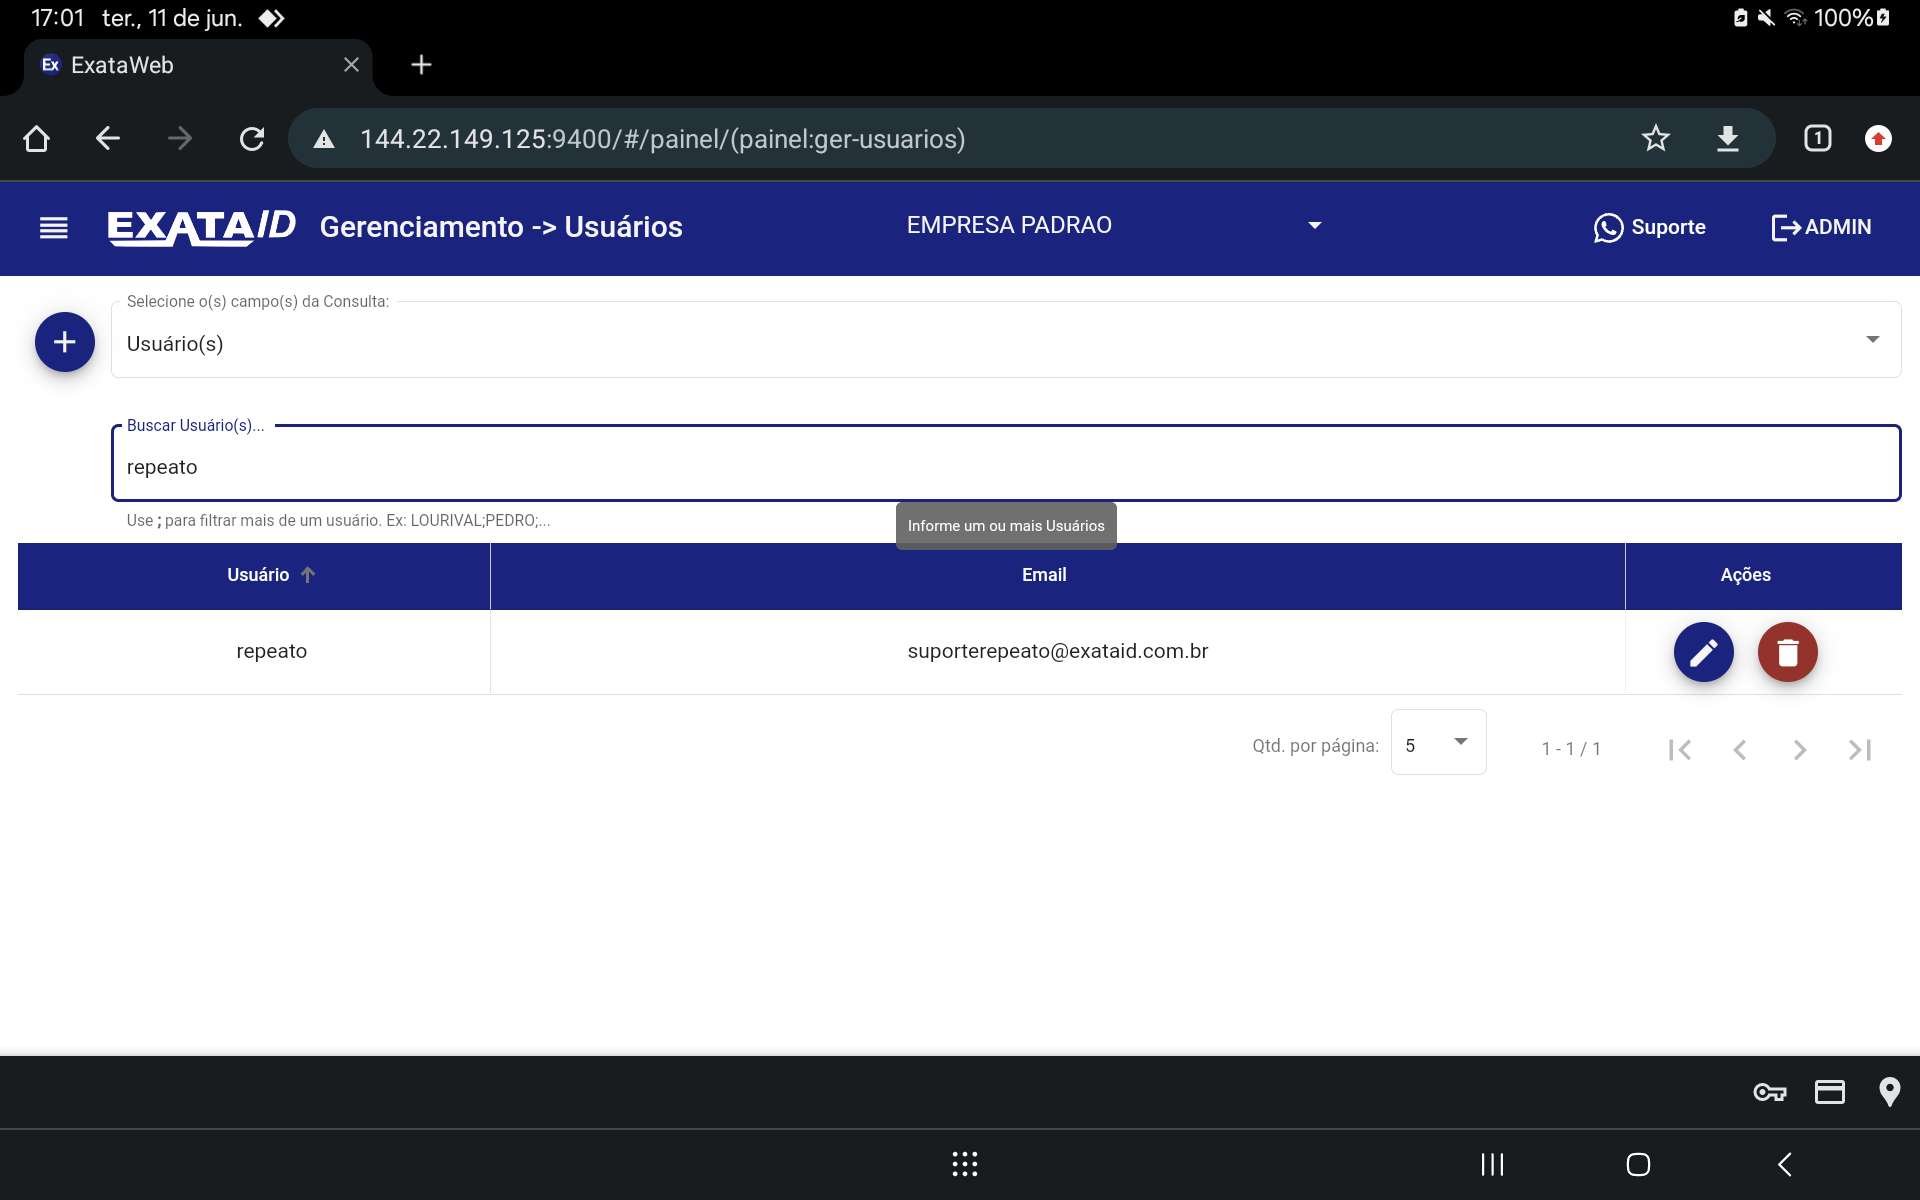 17:01 ter., 11 de jun. 100%
Ex ExataWeb
144.22.149.125:9400/#/painel/(painel:ger-usuarios) 1
EXATAID Gerenciamento -> Usuários EMPRESA PADRAO Suporte ADMIN
Selecione o(s) campo(s) da Consulta:
Usuário(s)
Buscar Usuário(s)...
repeato
Use ; para filtrar mais de um usuário. Ex: LOURIVAL;PEDRO;...
Informe um ou mais Usuários
Usuário Email Ações
repeato suporterepeato@exataid.com.br
Qtd. por página: 5 1 - 1 / 1